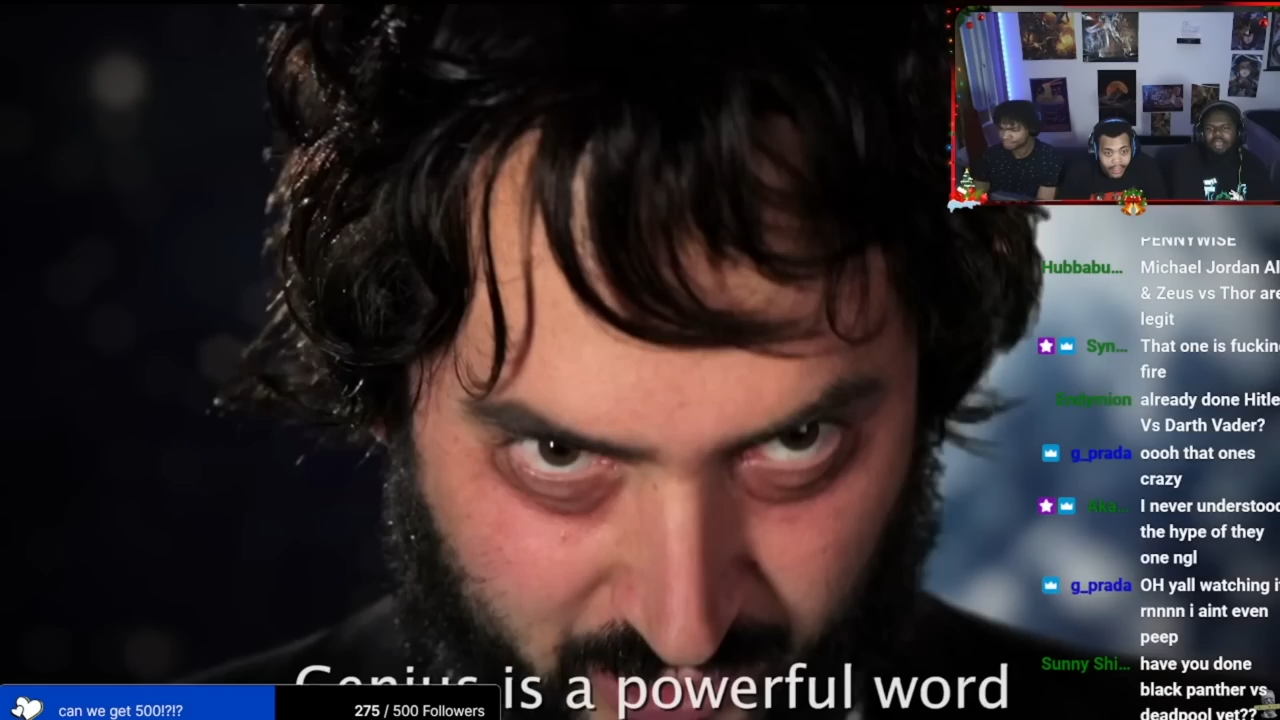 PENNYWISE
Hubbabu... Michael Jordan Al
& Zeus vs Thor are
legit
Syn... That one is fuckin
fire
already done Hitle
Vs Darth Vader?
g_prada oooh that ones
crazy
Aka... I never understood
the hype of they
one ngl
g_prada OH yall watching i
rnnnn i aint even
peep
Sunny Shi... have you done
black panther vs
deadpool yet??
Genius is a powerful word
can we get 500!?!? 275 / 500 Followers